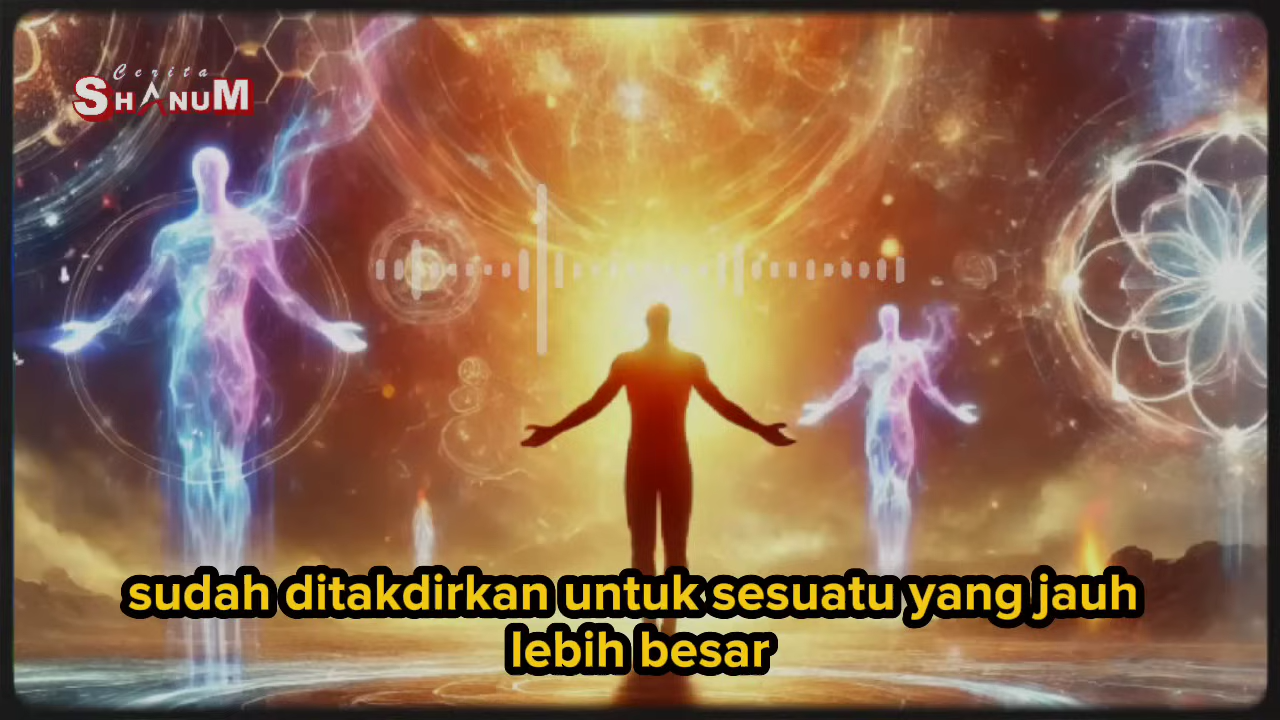 Cerita
SHANUM
sudah ditakdirkan untuk sesuatu yang jauh
lebih besar